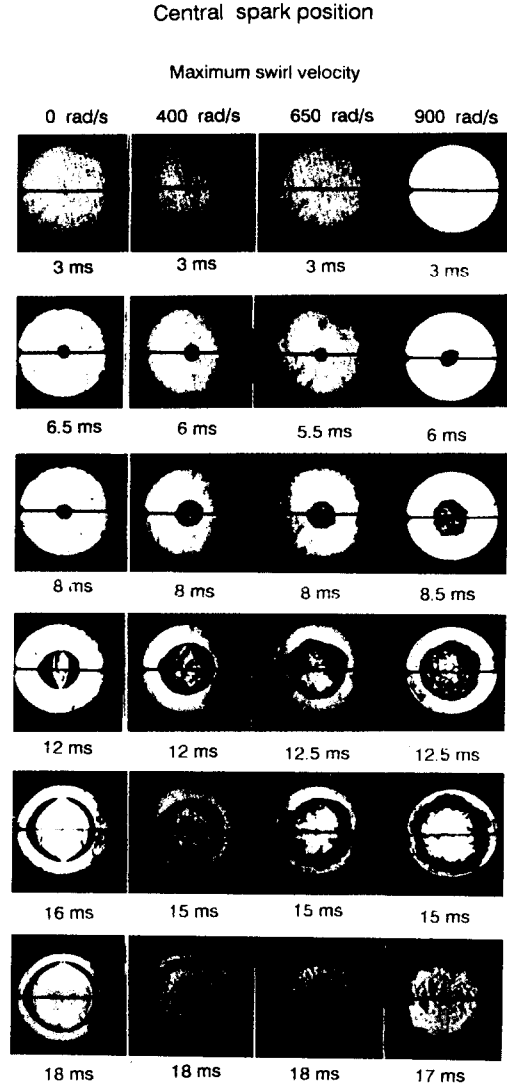 Central spark position
Maximum swirl velocity
0 rad/s 400 rad/s 650 rad/s 900 rad/s
3 ms 3 ms 3 ms 3 ms
6.5 ms 6 ms 5.5 ms 6 ms
8 ms 8 ms 8 ms 8.5 ms
12 ms 12 ms 12.5 ms 12.5 ms
16 ms 15 ms 15 ms 15 ms
18 ms 18 ms 18 ms 17 ms